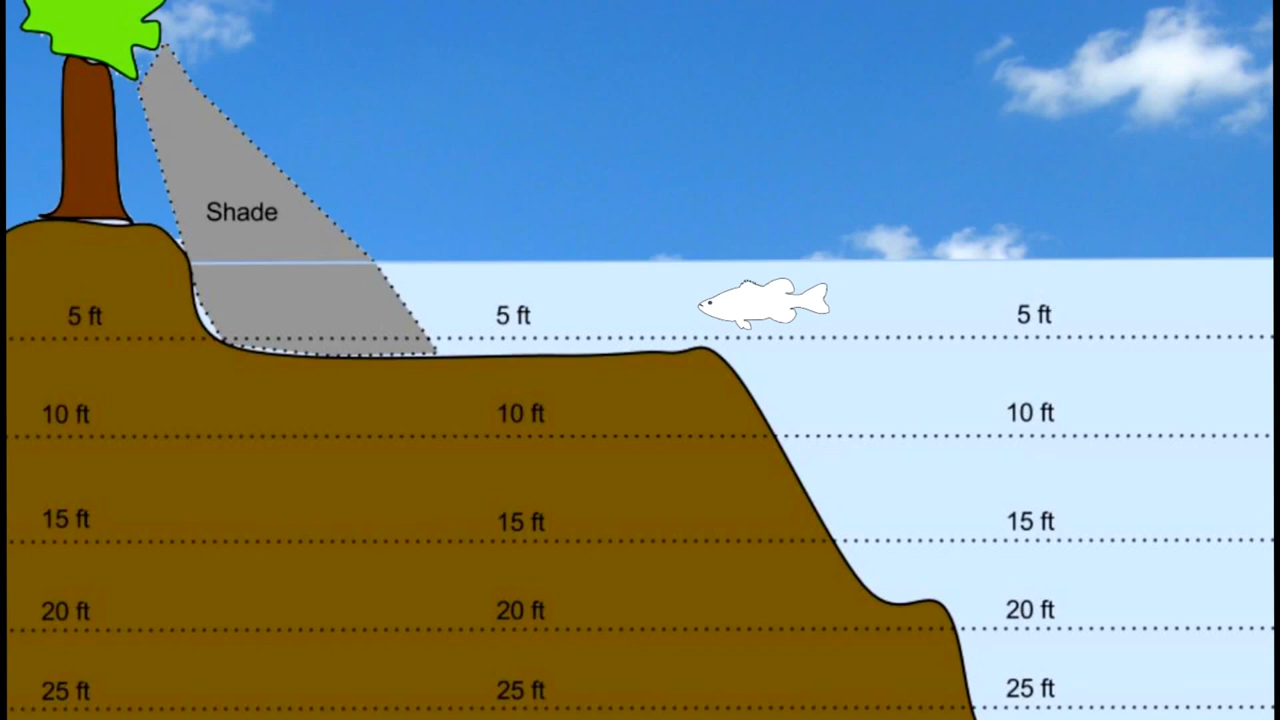 Shade
5 ft 5 ft 5 ft
10 ft 10 ft 10 ft
15 ft 15 ft 15 ft
20 ft 20 ft 20 ft
25 ft 25 ft 25 ft